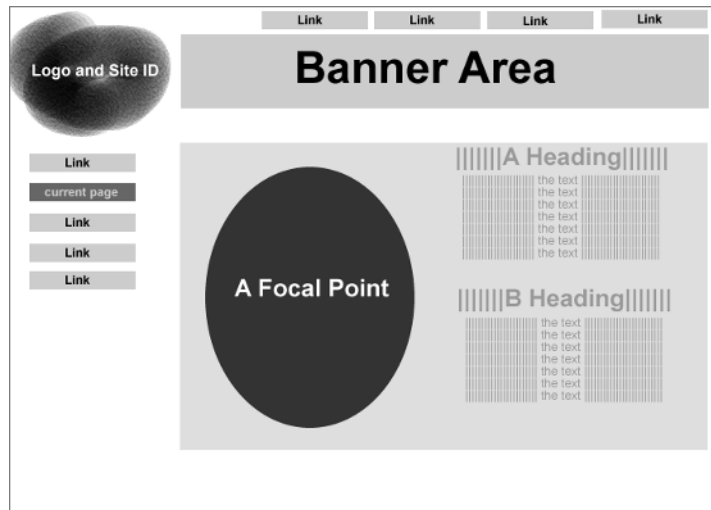 Link
Link
Link
Link
Logo and Site ID
Banner Area
Link
current page
Link
Link
Link
A Focal Point
|||||||A Heading|||||||
the text
the text
the text
the text
the text
the text
the text
|||||||B Heading|||||||
the text
the text
the text
the text
the text
the text
the text